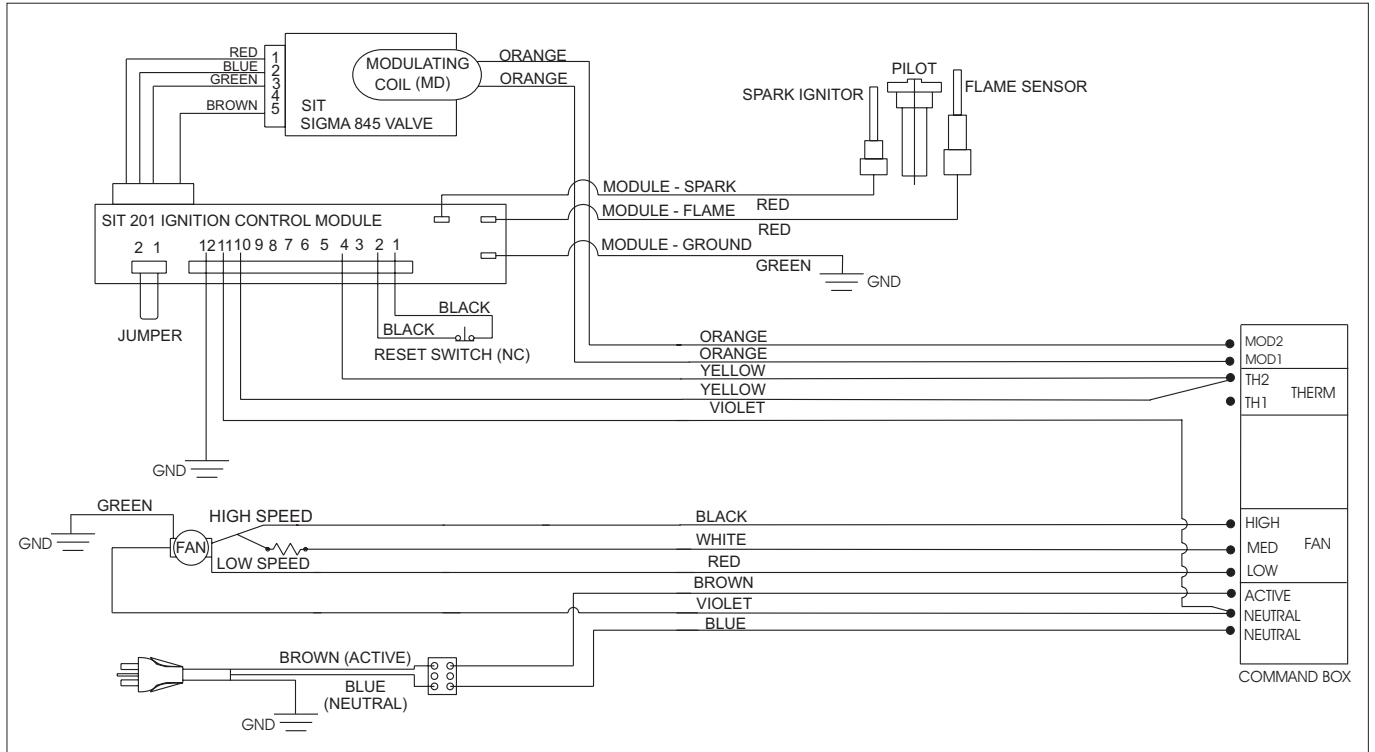 RED
BLUE
GREEN
BROWN
1
2
3
4
5
MODULATING
COIL (MD)
SIT
SIGMA 845 VALVE
ORANGE
ORANGE
PILOT
SPARK IGNITOR
FLAME SENSOR
MODULE - SPARK
RED
MODULE - FLAME
RED
MODULE - GROUND
GREEN
GND
SIT 201 IGNITION CONTROL MODULE
2 1
12 11 10 9 8 7 6 5 4 3 2 1
JUMPER
BLACK
BLACK
RESET SWITCH (NC)
ORANGE
ORANGE
YELLOW
YELLOW
VIOLET
MOD2
MOD1
TH2
THERM
TH1
GND
GREEN
GND
FAN
HIGH SPEED
LOW SPEED
BLACK
WHITE
RED
BROWN
VIOLET
BLUE
HIGH
MED
FAN
LOW
ACTIVE
NEUTRAL
NEUTRAL
COMMAND BOX
BROWN (ACTIVE)
BLUE
(NEUTRAL)
GND